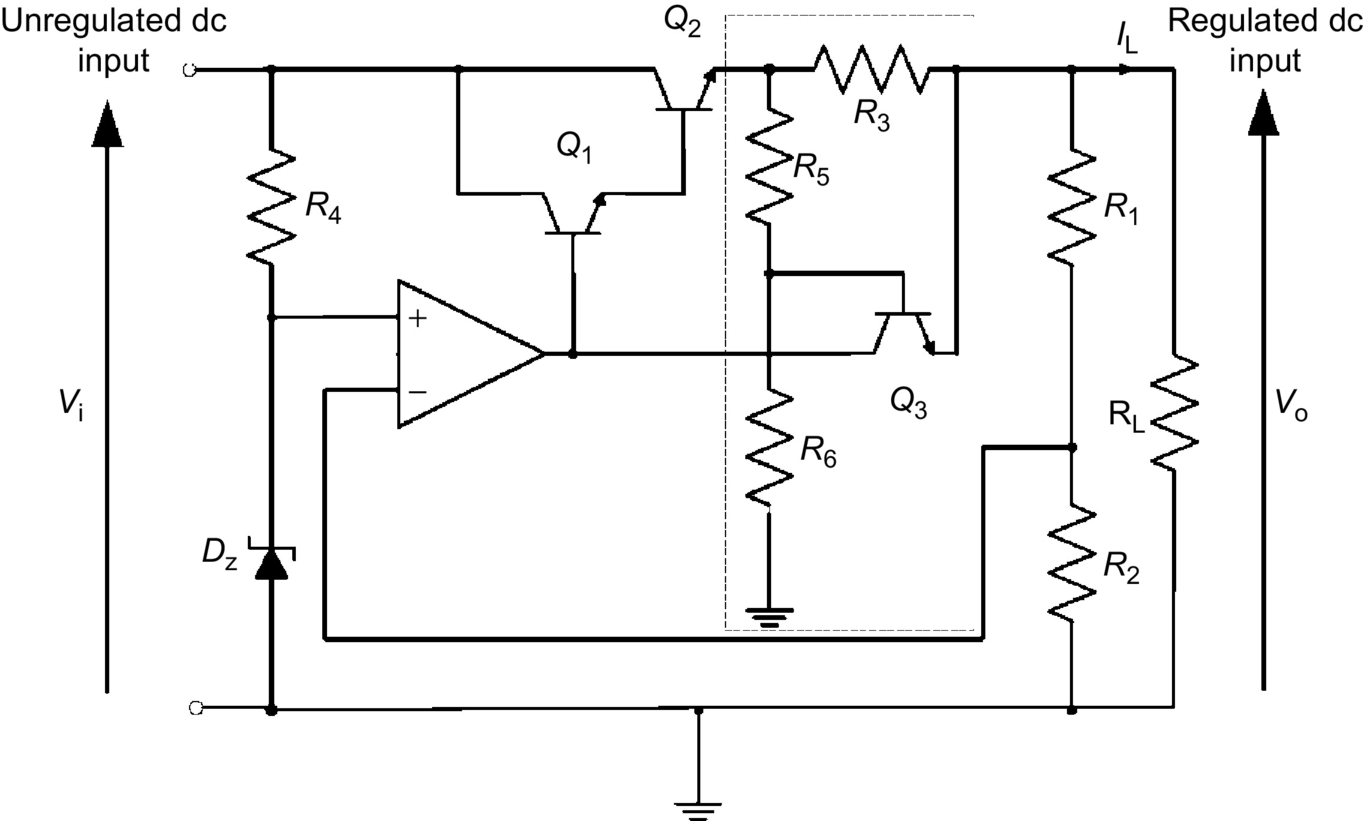 Unregulated dc
input
Q2
IL
Regulated dc
input
R3
Q1
R5
R4
R1
+
−
Vi
Q3
RL
Vo
R6
Dz
R2